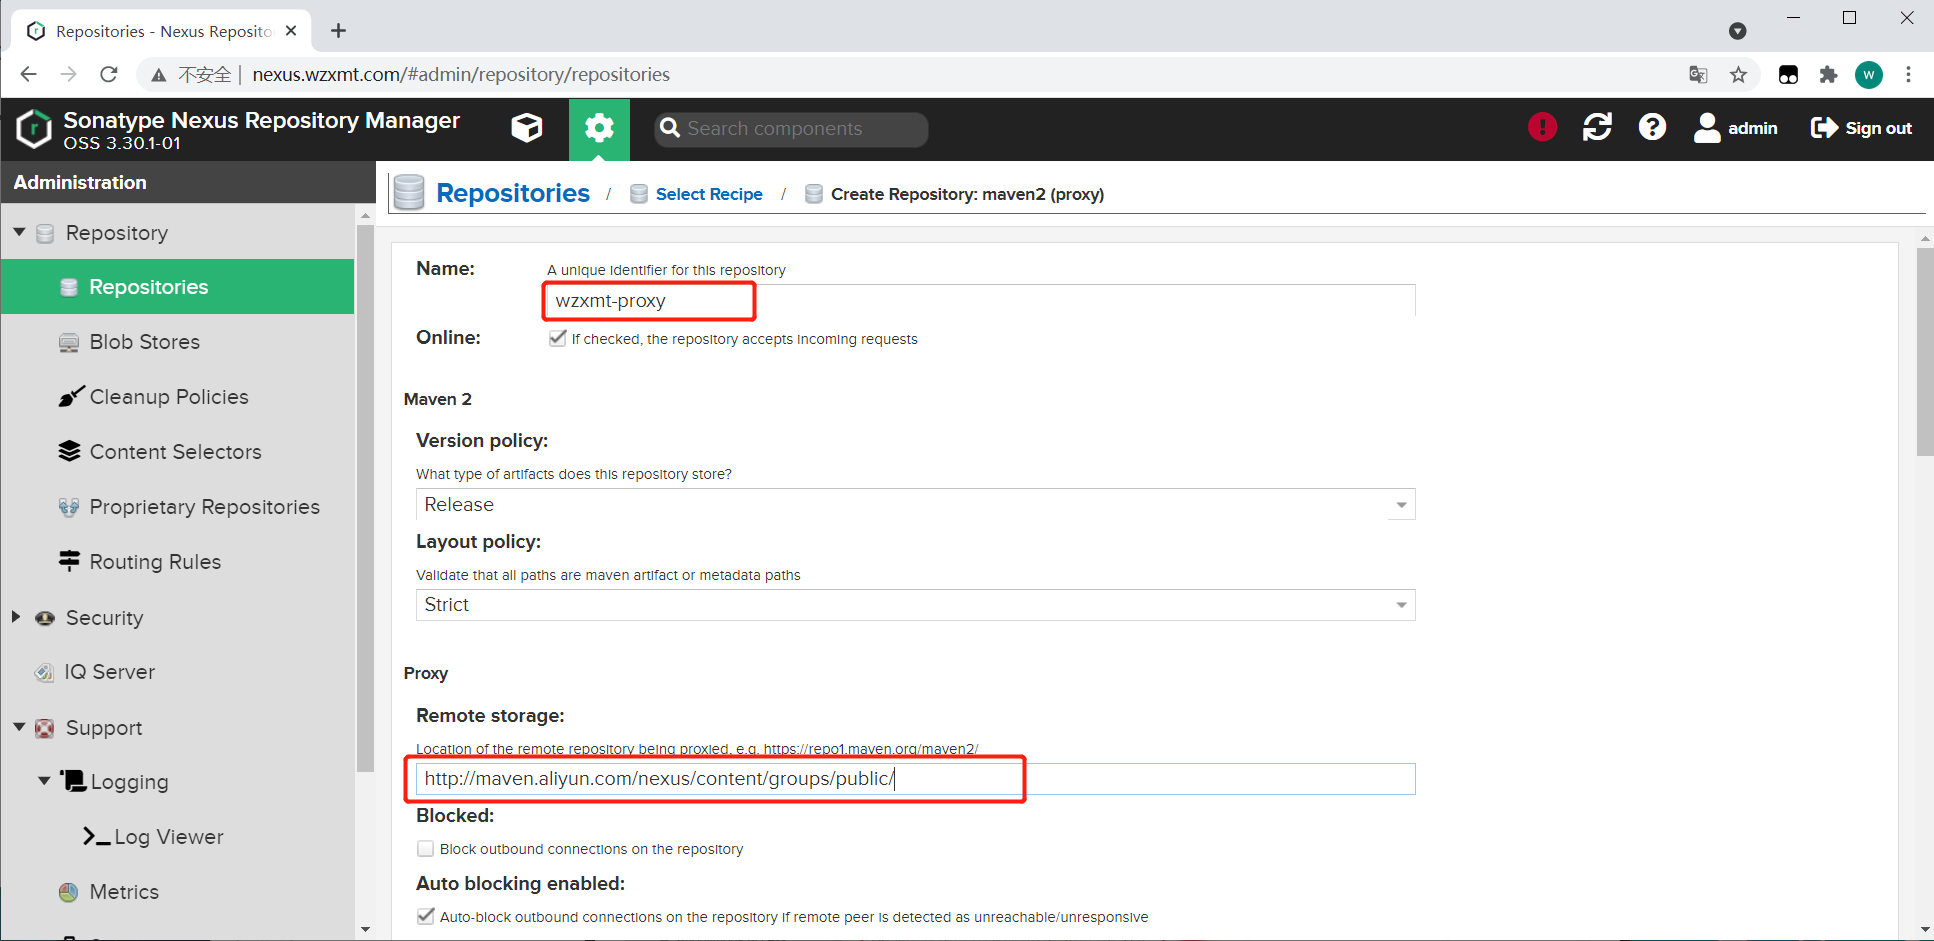 Repositories - Nexus Reposito
不安全 | nexus.wzxmt.com/#admin/repository/repositories
W
Sonatype Nexus Repository Manager
OSS 3.30.1-01
Search components
admin
Sign out
Administration
Repositories / Select Recipe / Create Repository: maven2 (proxy)
Repository
Repositories
Blob Stores
Cleanup Policies
Content Selectors
Proprietary Repositories
Routing Rules
Security
IQ Server
Support
Logging
Log Viewer
Metrics
Name:
A unique identifier for this repository
wzxmt-proxy
Online:
If checked, the repository accepts incoming requests
Maven 2
Version policy:
What type of artifacts does this repository store?
Release
Layout policy:
Validate that all paths are maven artifact or metadata paths
Strict
Proxy
Remote storage:
Location of the remote repository being proxied, e.g. https://repo1.maven.org/maven2/
http://maven.aliyun.com/nexus/content/groups/public/
Blocked:
Block outbound connections on the repository
Auto blocking enabled:
Auto-block outbound connections on the repository if remote peer is detected as unreachable/unresponsive